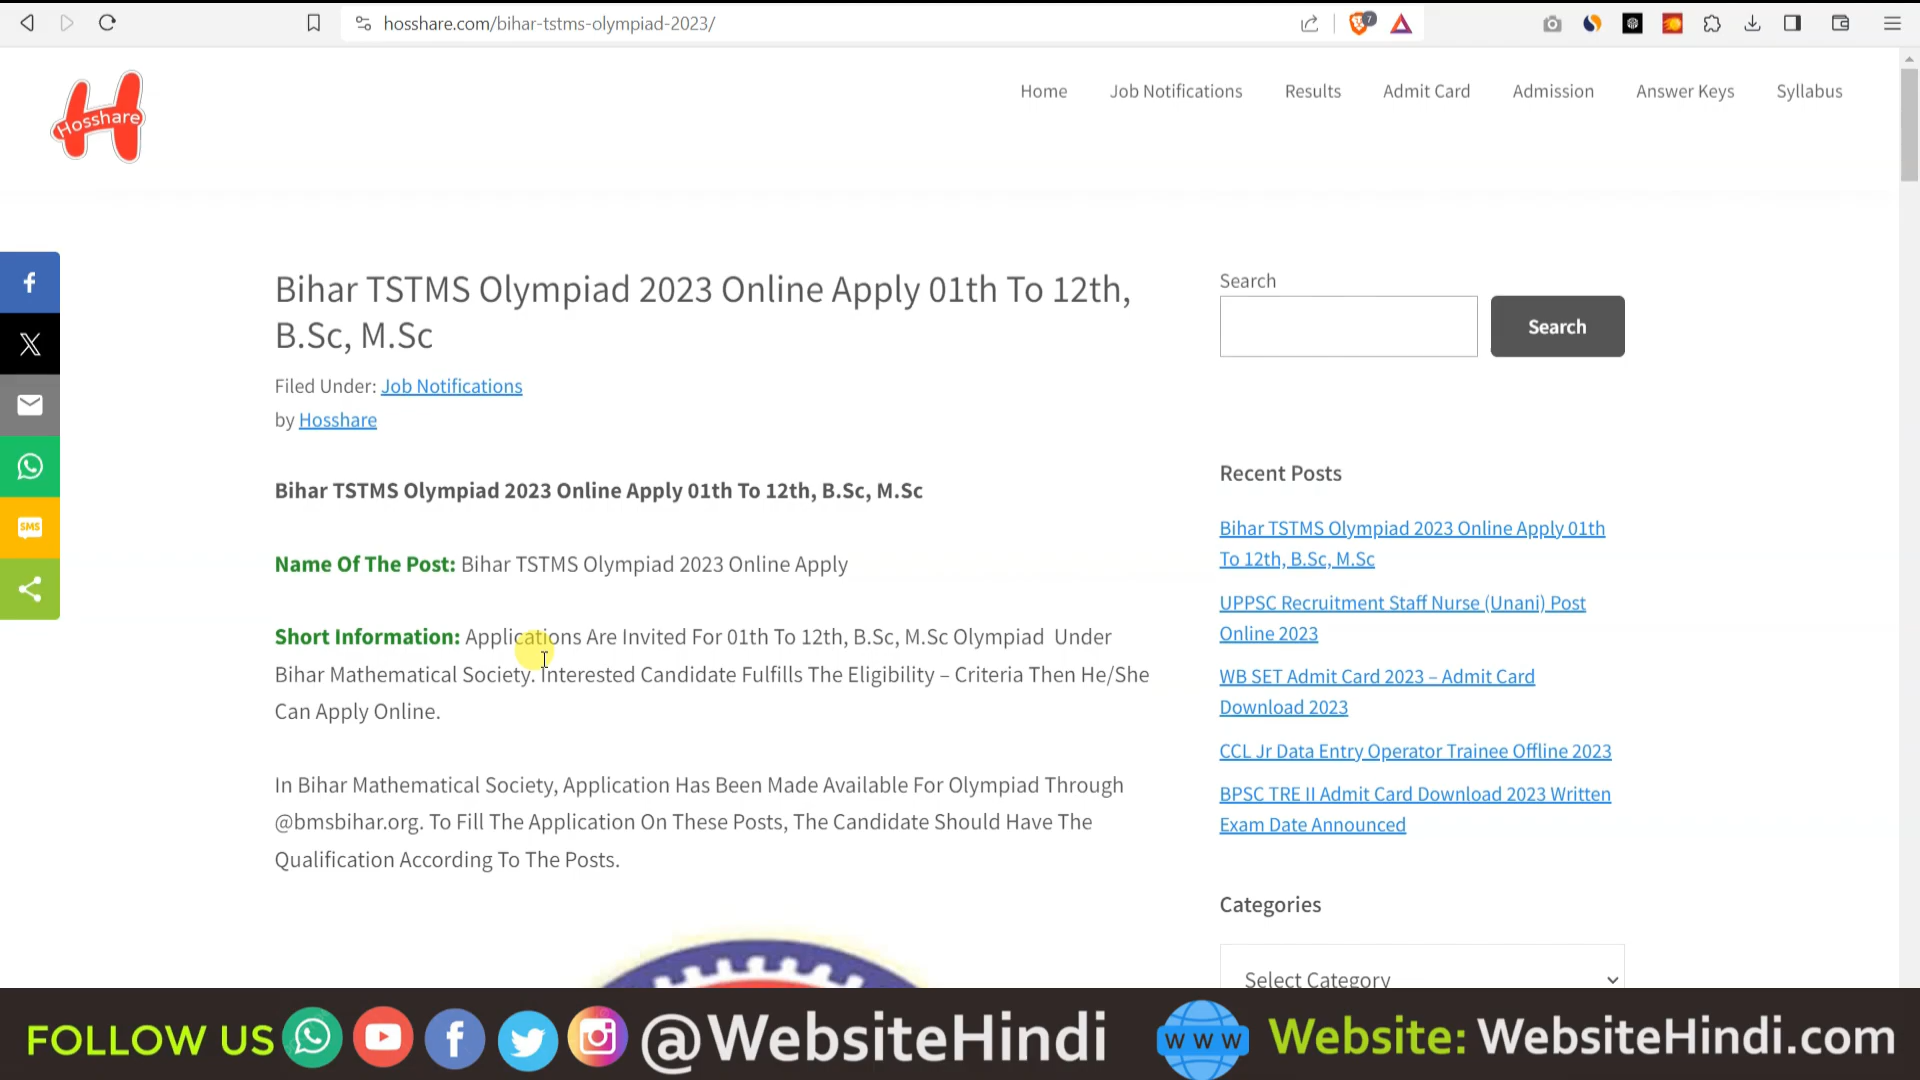 hosshare.com/bihar-tstms-olympiad-2023/
7
Hosshare
Home Job Notifications Results Admit Card Admission Answer Keys Syllabus
Bihar TSTMS Olympiad 2023 Online Apply 01th To 12th,
B.Sc, M.Sc
Filed Under: Job Notifications
by Hosshare
Bihar TSTMS Olympiad 2023 Online Apply 01th To 12th, B.Sc, M.Sc
Name Of The Post: Bihar TSTMS Olympiad 2023 Online Apply
Short Information: Applications Are Invited For 01th To 12th, B.Sc, M.Sc Olympiad Under
Bihar Mathematical Society. Interested Candidate Fulfills The Eligibility – Criteria Then He/She
Can Apply Online.
In Bihar Mathematical Society, Application Has Been Made Available For Olympiad Through
@bmsbihar.org. To Fill The Application On These Posts, The Candidate Should Have The
Qualification According To The Posts.
Search
Search
Recent Posts
Bihar TSTMS Olympiad 2023 Online Apply 01th
To 12th, B.Sc, M.Sc
UPPSC Recruitment Staff Nurse (Unani) Post
Online 2023
WB SET Admit Card 2023 – Admit Card
Download 2023
CCL Jr Data Entry Operator Trainee Offline 2023
BPSC TRE II Admit Card Download 2023 Written
Exam Date Announced
Categories
Select Category
SMS
FOLLOW US @WebsiteHindi WWW Website: WebsiteHindi.com